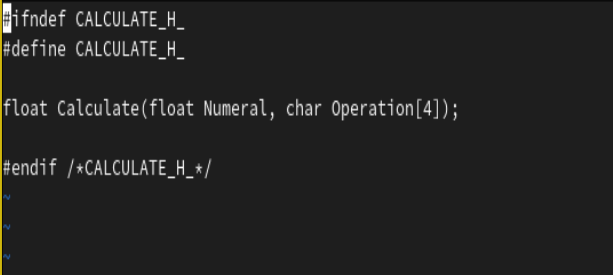 #ifndef CALCULATE_H_
#define CALCULATE_H_
float Calculate(float Numeral, char Operation[4]);
#endif /*CALCULATE_H_*/
~
~
~